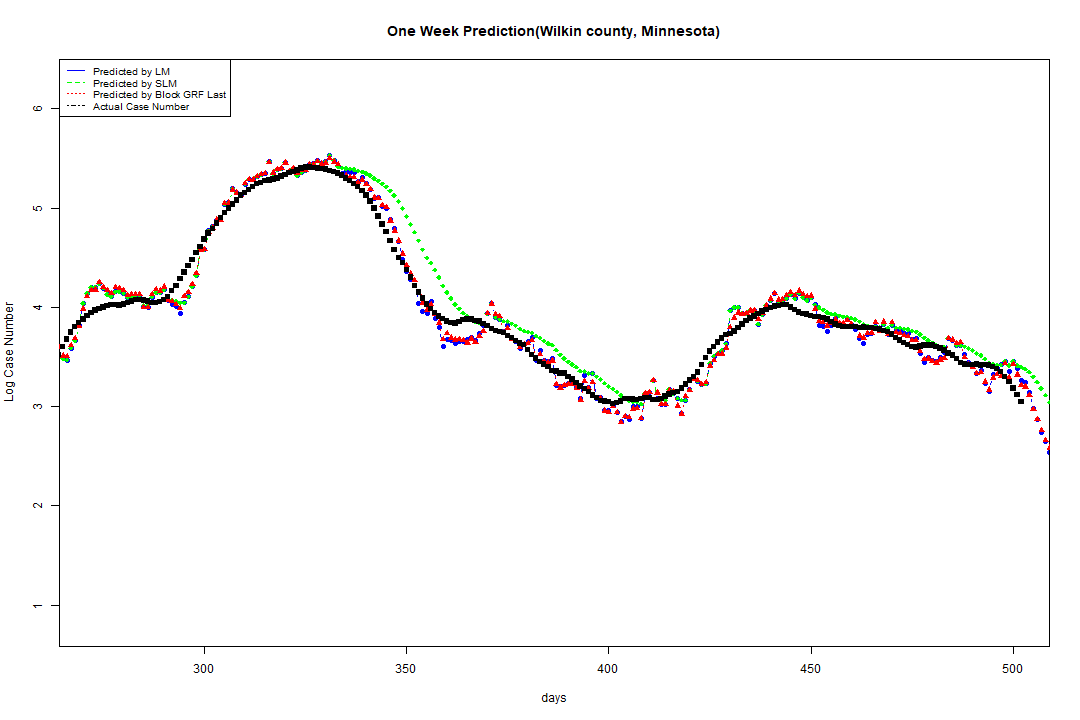 One Week Prediction(Wilkin county, Minnesota)
Predicted by LM
Predicted by SLM
Predicted by Block GRF Last
Actual Case Number
Log Case Number
6
5
4
3
2
1
300 350 400 450 500
days